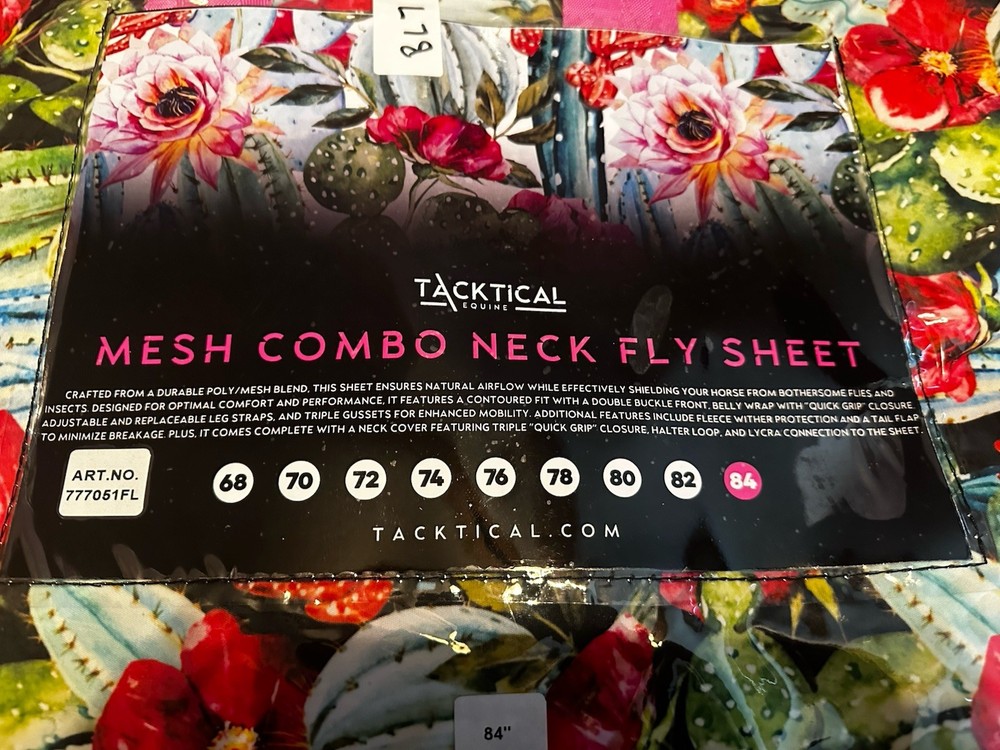 BL78
TACKTICAL
EQUINE
MESH COMBO NECK FLY SHEET
CRAFTED FROM A DURABLE POLY/MESH BLEND, THIS SHEET ENSURES NATURAL AIRFLOW WHILE EFFECTIVELY SHIELDING YOUR HORSE FROM BOTHERSOME FLIES AND
INSECTS. DESIGNED FOR OPTIMAL COMFORT AND PERFORMANCE, IT FEATURES A CONTOURED FIT WITH A DOUBLE BUCKLE FRONT, BELLY WRAP WITH "QUICK GRIP" CLOSURE,
ADJUSTABLE AND REPLACEABLE LEG STRAPS, AND TRIPLE GUSSETS FOR ENHANCED MOBILITY. ADDITIONAL FEATURES INCLUDE FLEECE WITHER PROTECTION AND A TAIL FLAP
TO MINIMIZE BREAKAGE. PLUS, IT COMES COMPLETE WITH A NECK COVER FEATURING TRIPLE "QUICK GRIP" CLOSURE, HALTER LOOP, AND LYCRA CONNECTION TO THE SHEET.
ART.NO.
777051FL
68 70 72 74 76 78 80 82 84
TACKTICAL.COM
84"